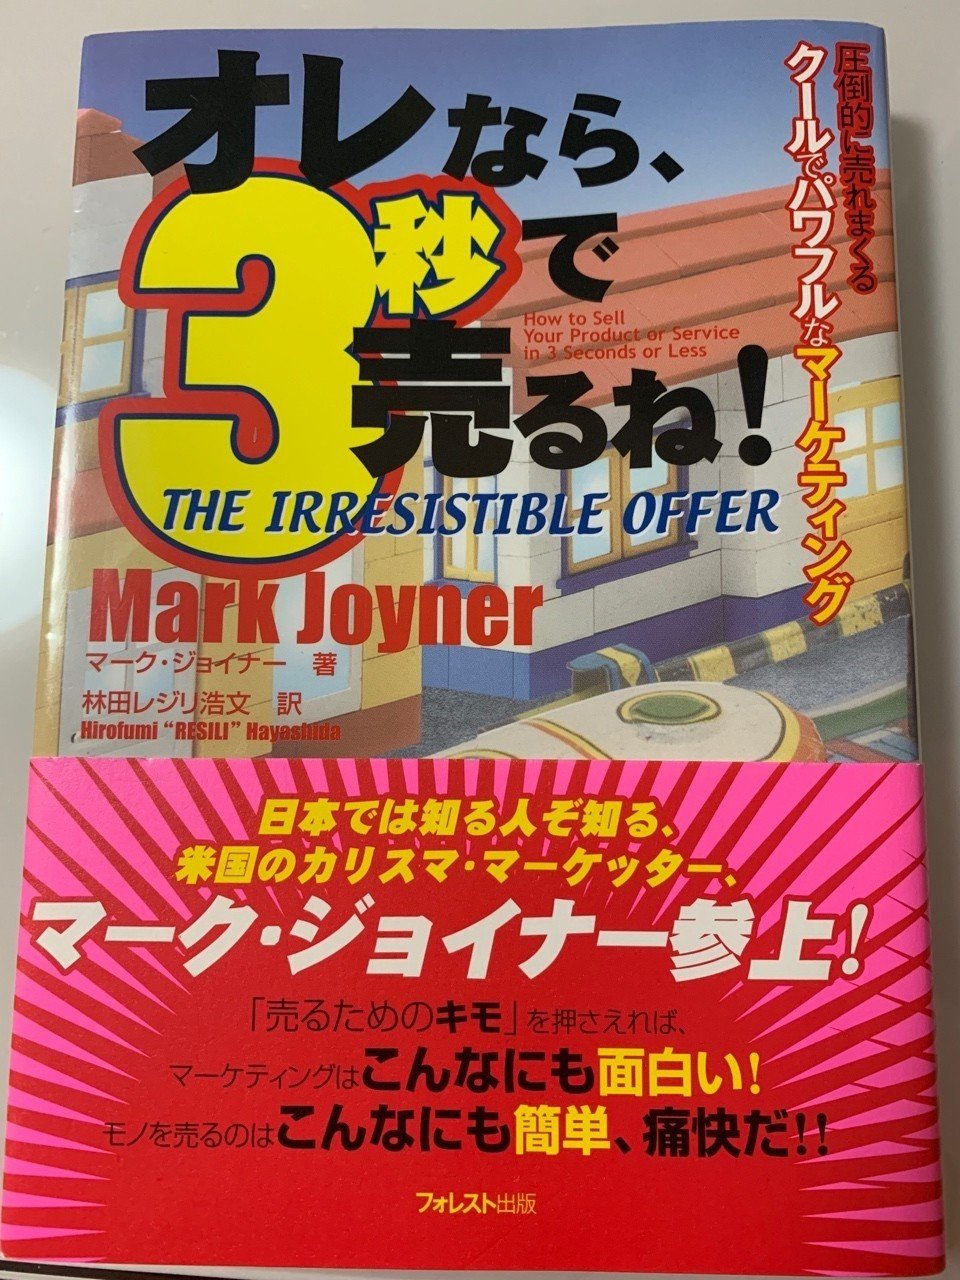 圧倒的に売れまくる
クールでパワフルなマーケティング
オレなら、
3秒で
売るね！
How to Sell
Your Product or Service
in 3 Seconds or Less
THE IRRESISTIBLE OFFER
Mark Joyner
マーク・ジョイナー 著
林田レジリ浩文 訳
Hirofumi “RESILI” Hayashida
日本では知る人ぞ知る、
米国のカリスマ・マーケッター、
マーク・ジョイナー参上！
「売るためのキモ」を押さえれば、
マーケティングはこんなにも面白い！
モノを売るのはこんなにも簡単、痛快だ！！
フォレスト出版